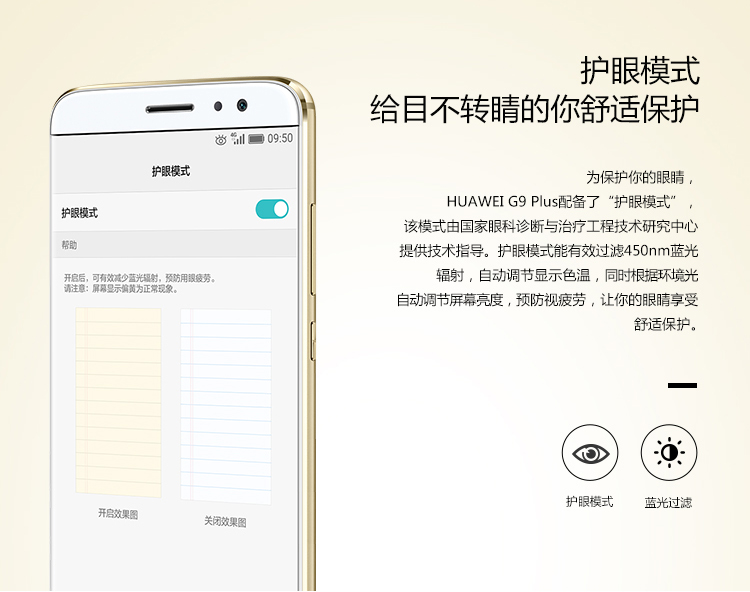 护眼模式
给目不转睛的你舒适保护
为保护你的眼睛，
HUAWEI G9 Plus配备了“护眼模式”，
该模式由国家眼科诊断与治疗工程技术研究中心
提供技术指导。护眼模式能有效过滤450nm蓝光
辐射，自动调节显示色温，同时根据环境光
自动调节屏幕亮度，预防视疲劳，让你的眼睛享受
舒适保护。
护眼模式
蓝光过滤
4G 09:50
护眼模式
护眼模式
帮助
开启后，可有效减少蓝光辐射，预防用眼疲劳。
请注意：屏幕显示偏黄为正常现象。
开启效果图
关闭效果图